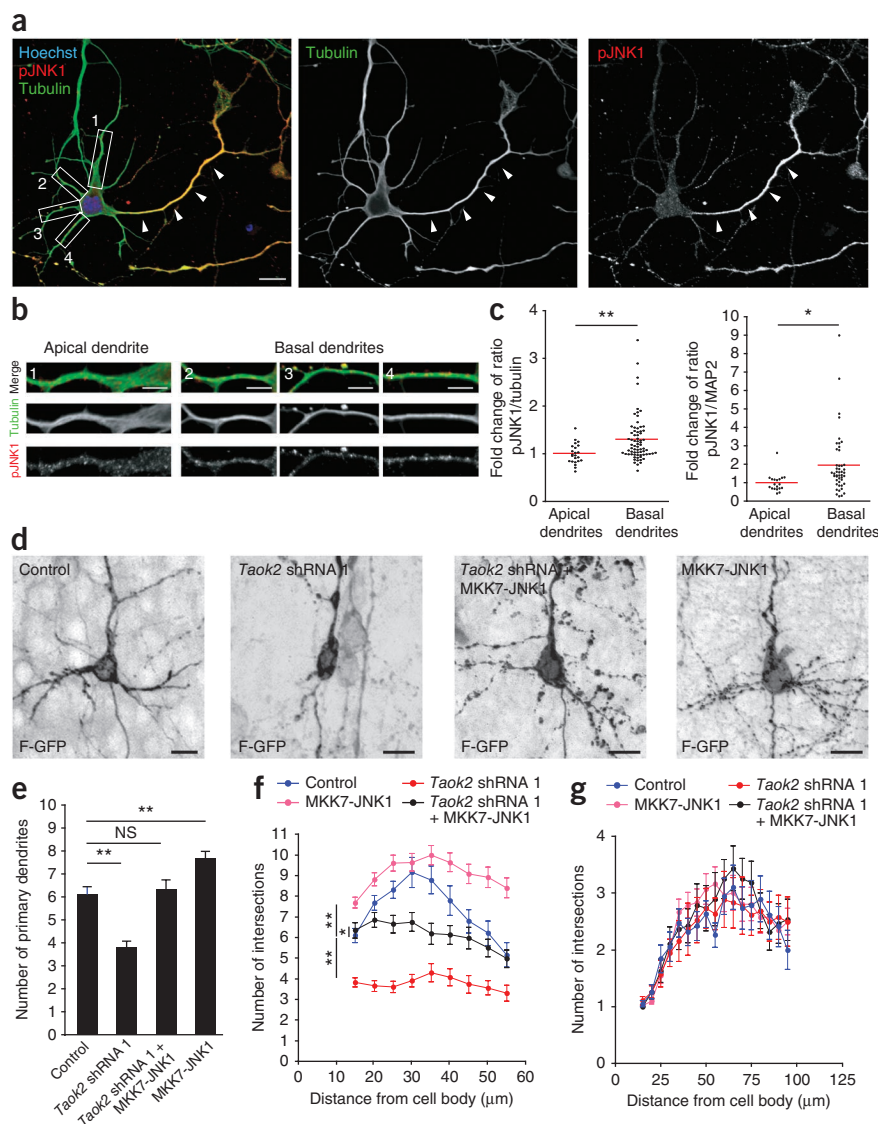 a
Hoechst
pJNK1
Tubulin
1
2
3
4
Tubulin
pJNK1
b
Apical dendrite
Basal dendrites
Merge
Tubulin
pJNK1
1
2
3
4
c
Fold change of ratio
pJNK1/tubulin
4
3
2
1
0
**
Apical
dendrites
Basal
dendrites
Fold change of ratio
pJNK1/MAP2
10
9
8
7
6
5
4
3
2
1
0
*
Apical
dendrites
Basal
dendrites
d
Control
F-GFP
Taok2 shRNA 1
F-GFP
Taok2 shRNA 1 +
MKK7-JNK1
F-GFP
MKK7-JNK1
F-GFP
e
Number of primary dendrites
10
9
8
7
6
5
4
3
2
1
0
**
NS
**
Control
Taok2 shRNA 1
Taok2 shRNA 1 +
MKK7-JNK1
MKK7-JNK1
f
Control
MKK7-JNK1
Taok2 shRNA 1
Taok2 shRNA 1
+ MKK7-JNK1
Number of intersections
11
10
9
8
7
6
5
4
3
2
1
0
**
*
**
0 10 20 30 40 50 60
Distance from cell body (μm)
g
Control
MKK7-JNK1
Taok2 shRNA 1
Taok2 shRNA 1
+ MKK7-JNK1
Number of intersections
4
3
2
1
0
0 25 50 75 100 125
Distance from cell body (μm)